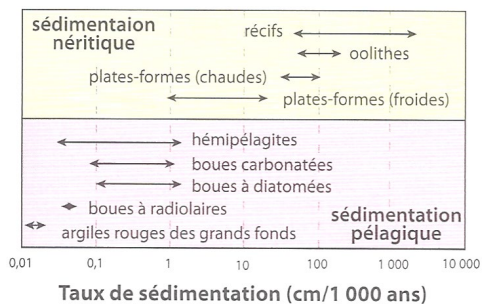 sédimentaion
néritique
récifs
oolithes
plates-formes (chaudes)
plates-formes (froides)
hémipélagites
boues carbonatées
boues à diatomées
boues à radiolaires
argiles rouges des grands fonds
sédimentation
pélagique
0,01 0,1 1 10 100 1000 10 000
Taux de sédimentation (cm/1 000 ans)